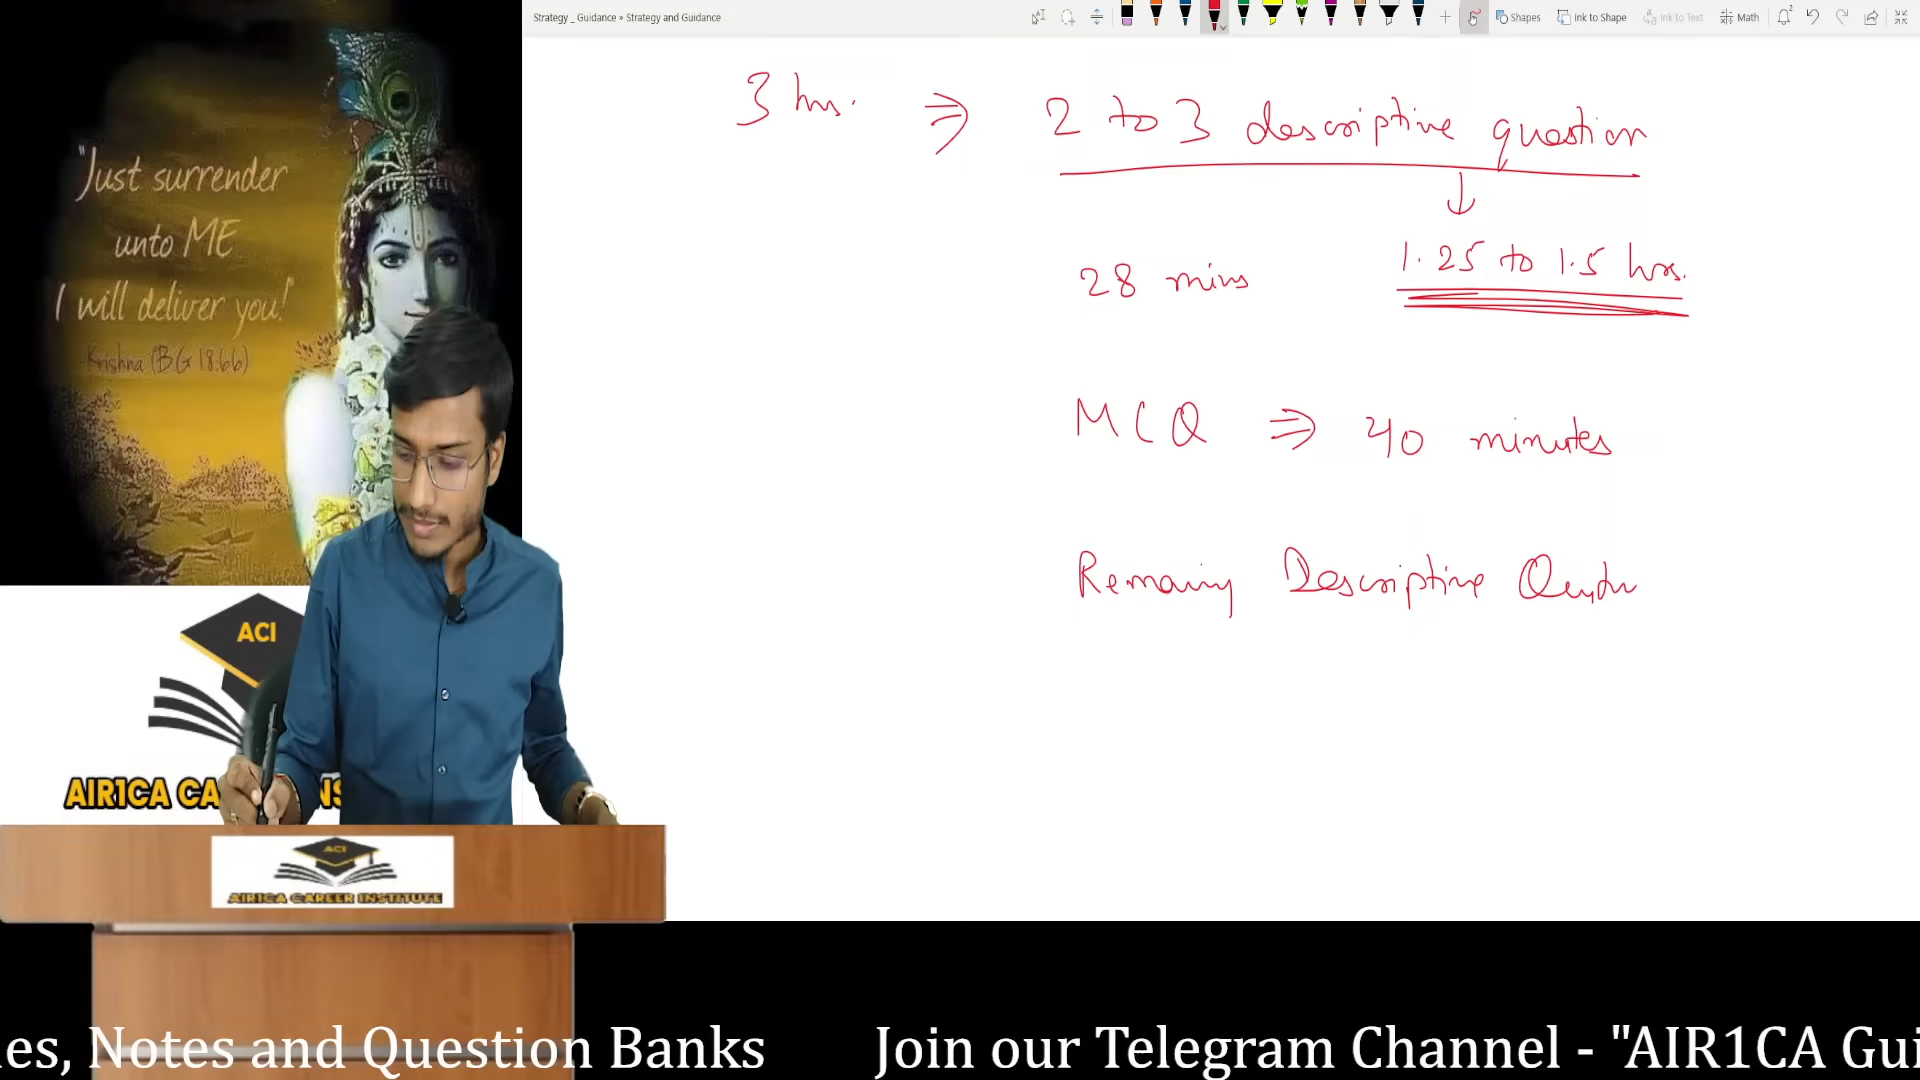 Strategy _ Guidance » Strategy and Guidance
Shapes
Ink to Shape
Ink to Text
Math
3 hrs. ⇒ 2 to 3 descriptive question
↓
28 mins
1.25 to 1.5 hrs.
MCQ ⇒ 40 minutes
Descriptive
"Just surrender
unto ME
I will deliver you!"
Krishna (B.G 18.66)
ACI
AIR1CA CA
NS
ACI
AIR1CA CAREER INSTITUTE
es, Notes and Question Banks
Join our Telegram Channel - "AIR1CA Gui